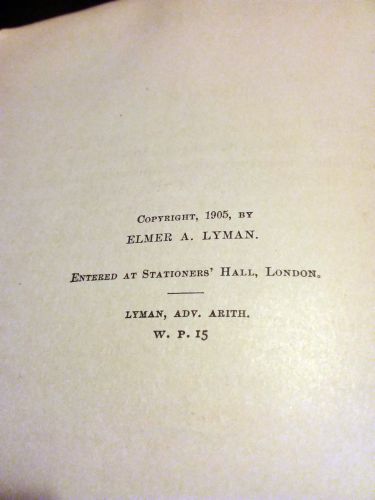 COPYRIGHT, 1905, BY
ELMER A. LYMAN.
ENTERED AT STATIONERS' HALL, LONDON.
LYMAN, ADV. ARITH.
W. P. 15